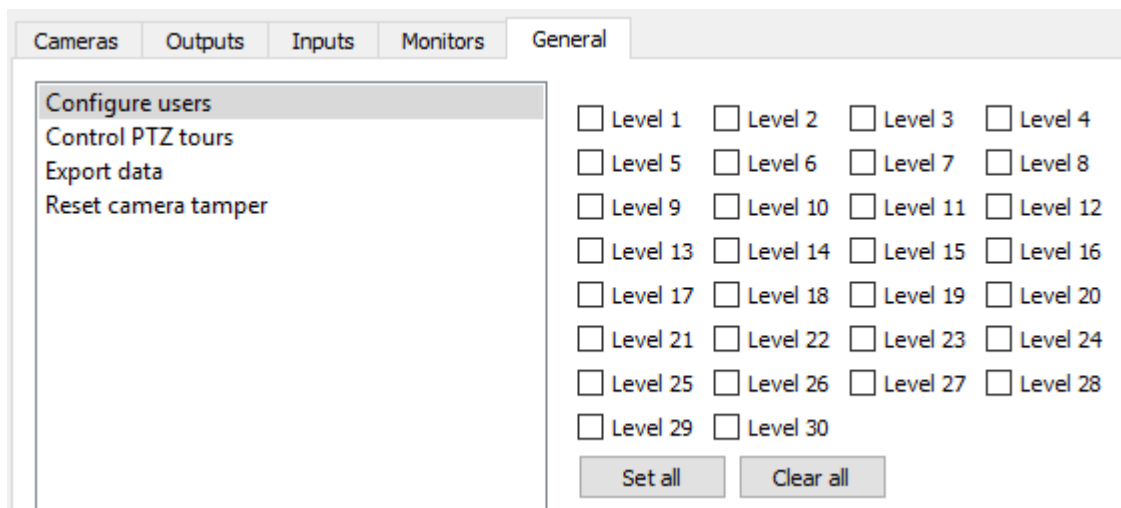 Cameras Outputs Inputs Monitors General
Configure users
Control PTZ tours
Export data
Reset camera tamper
Level 1 Level 2 Level 3 Level 4
Level 5 Level 6 Level 7 Level 8
Level 9 Level 10 Level 11 Level 12
Level 13 Level 14 Level 15 Level 16
Level 17 Level 18 Level 19 Level 20
Level 21 Level 22 Level 23 Level 24
Level 25 Level 26 Level 27 Level 28
Level 29 Level 30
Set all Clear all